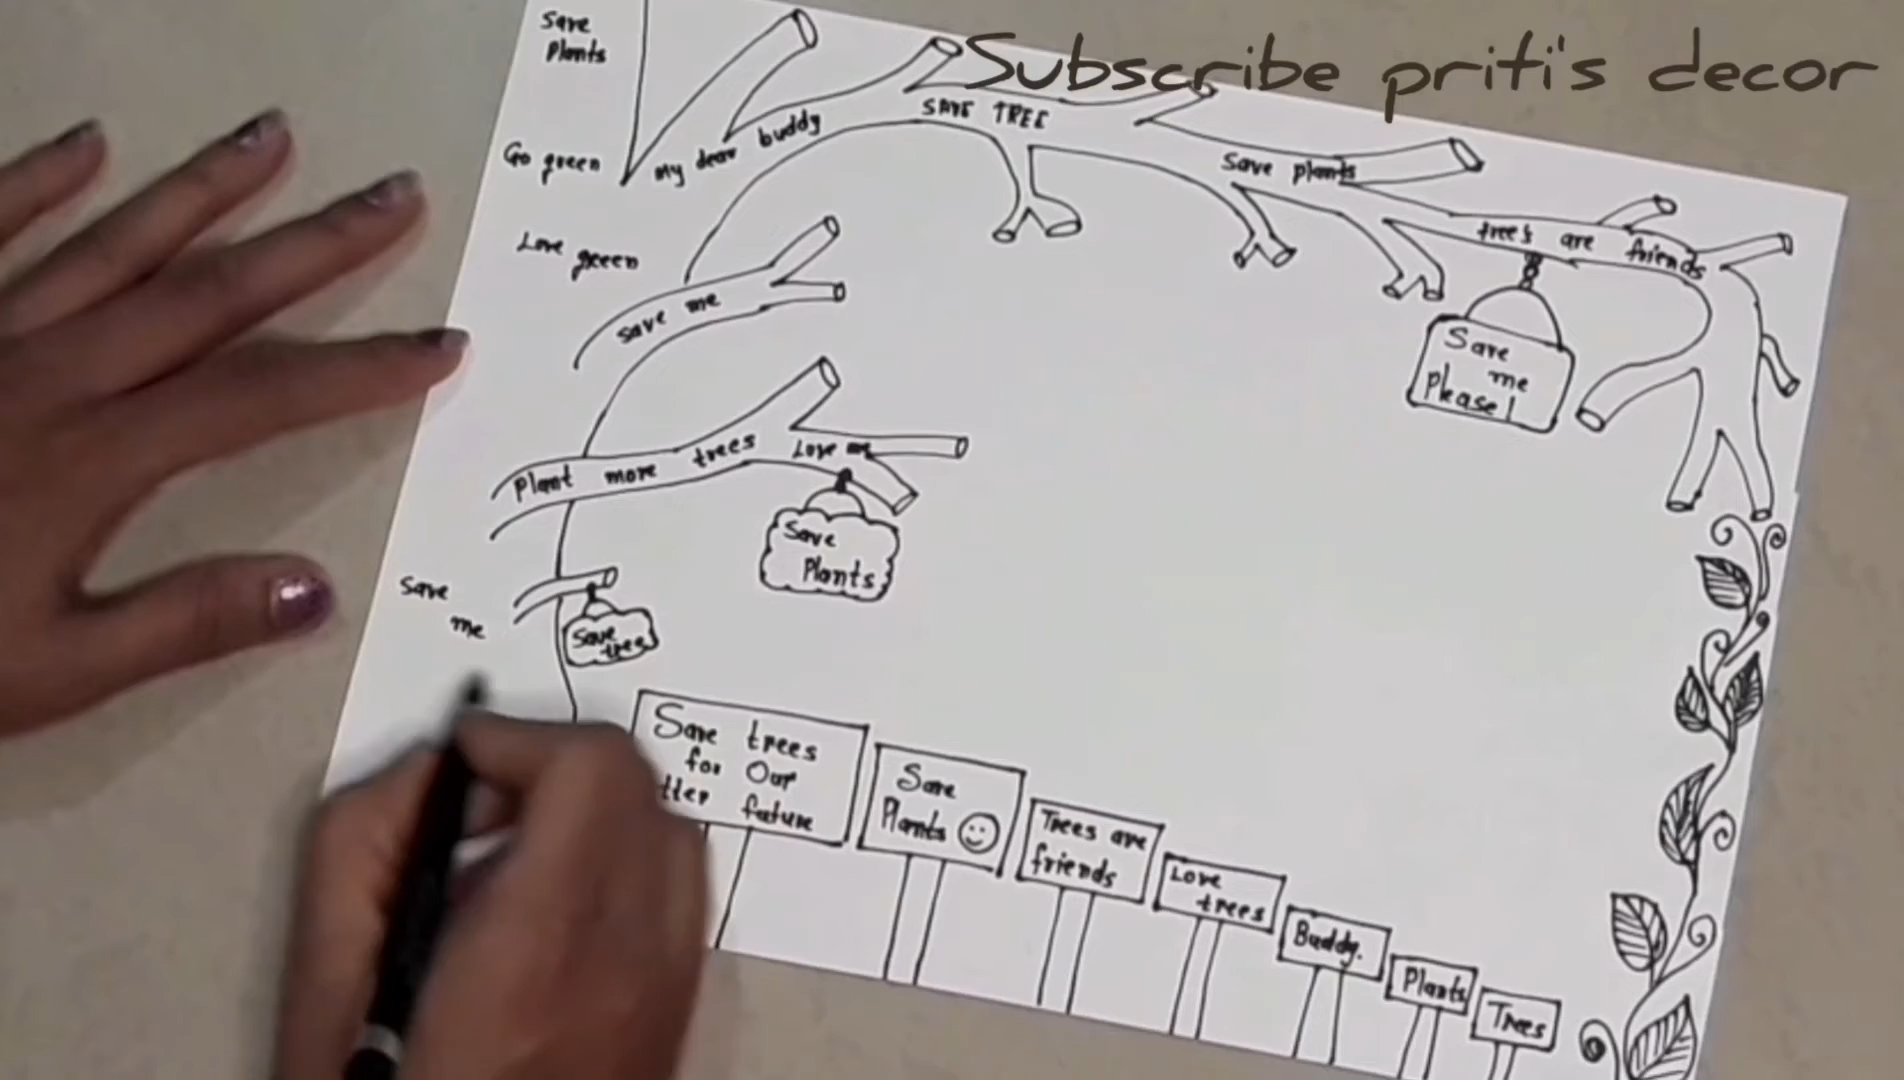 Subscribe priti's decor
Save
Plants
Go green
My dear buddy
SAVE TREE
Save plants
trees are friends
Love green
save me
Save
me
Please!
plant more trees
Love me
Save
Plants
Save
me
Save
tree
Save trees
for Our
future
Save
Plants
Trees are
friends
Love
trees
Buddy.
Plants
Trees